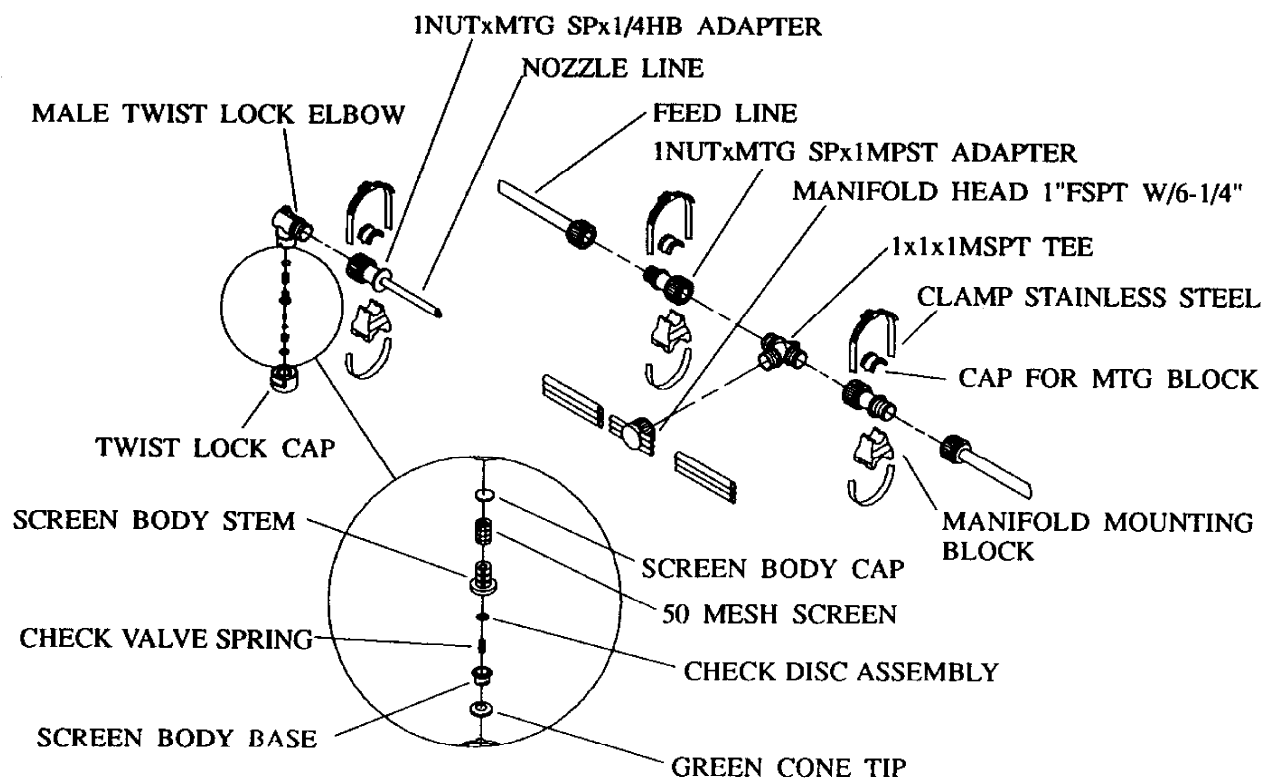 1NUTxMTG SPx1/4HB ADAPTER
NOZZLE LINE
MALE TWIST LOCK ELBOW
FEED LINE
1NUTxMTG SPx1MPST ADAPTER
MANIFOLD HEAD 1"FSPT W/6-1/4"
1x1x1MSPT TEE
CLAMP STAINLESS STEEL
CAP FOR MTG BLOCK
TWIST LOCK CAP
MANIFOLD MOUNTING
BLOCK
SCREEN BODY STEM
SCREEN BODY CAP
50 MESH SCREEN
CHECK VALVE SPRING
CHECK DISC ASSEMBLY
SCREEN BODY BASE
GREEN CONE TIP